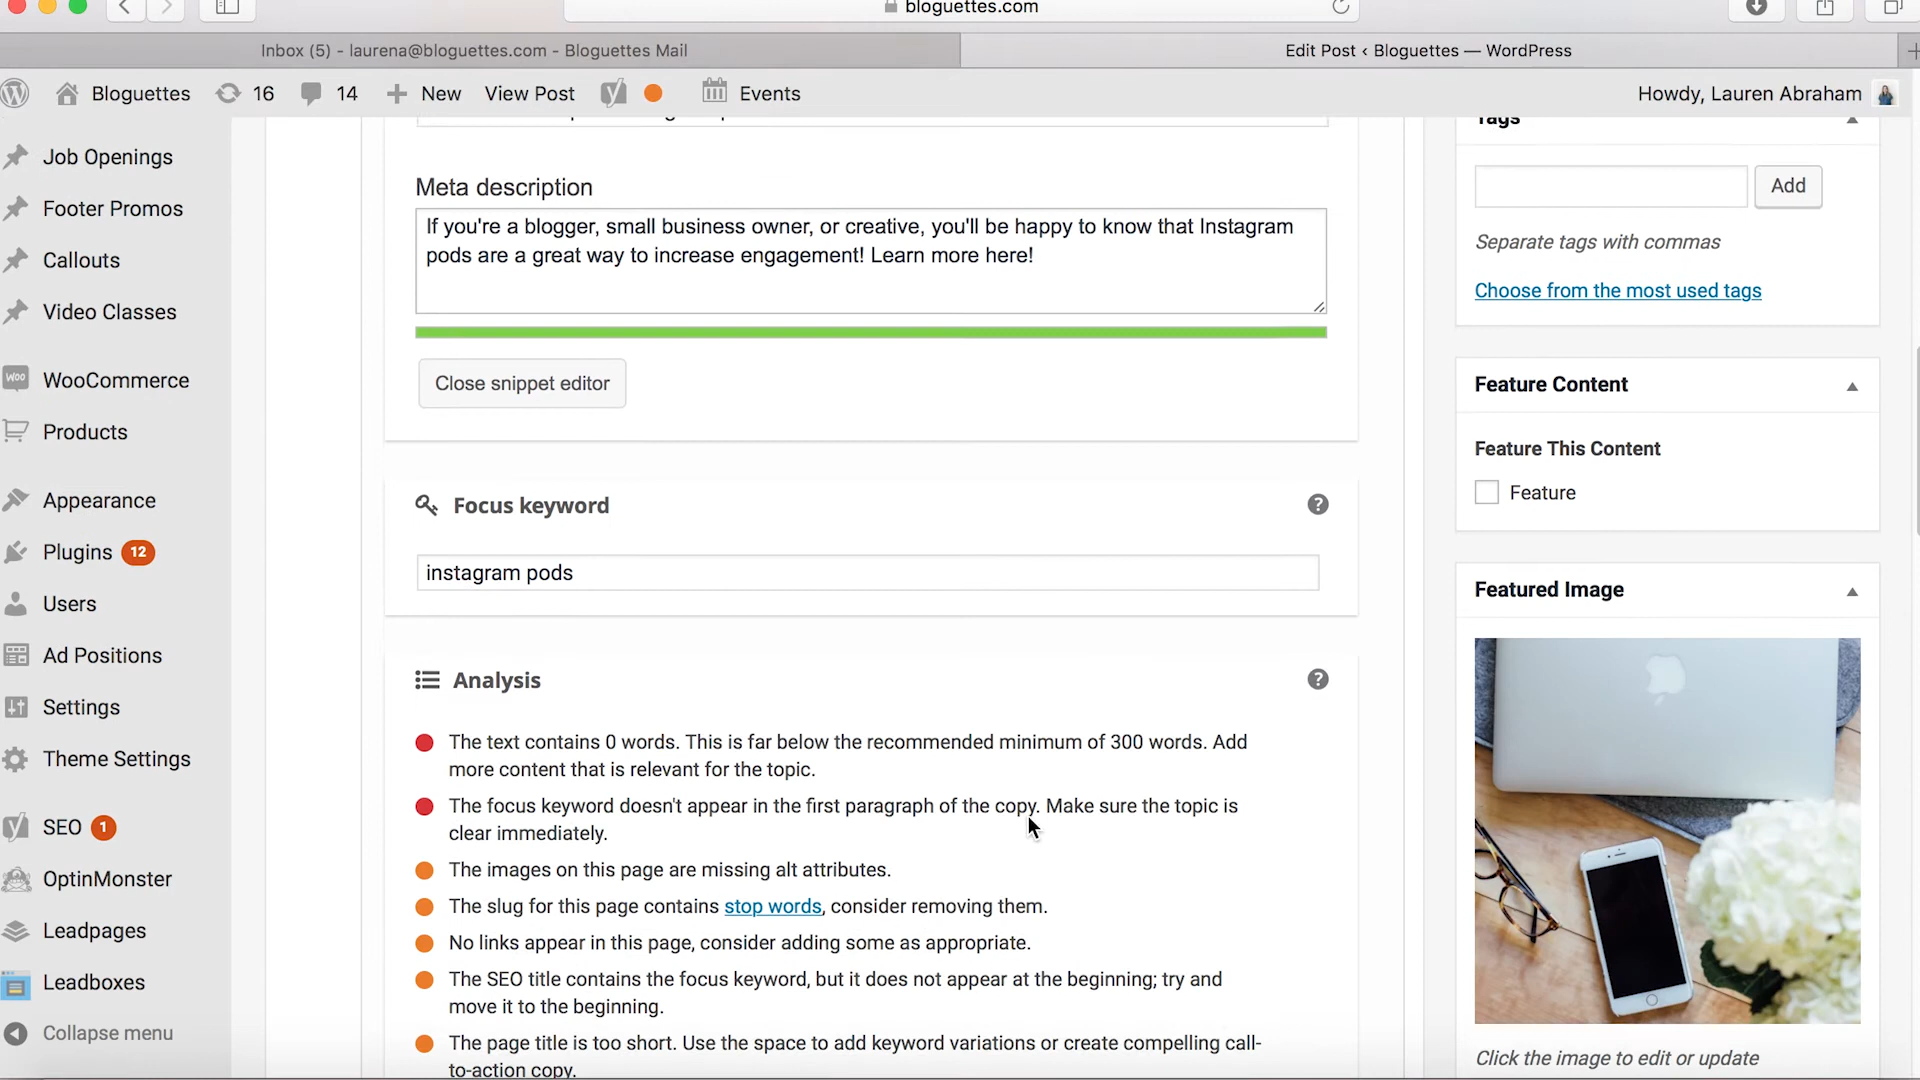 bloguettes.com
Inbox (5) - laurena@bloguettes.com - Bloguettes Mail
Edit Post ‹ Bloguettes — WordPress
Bloguettes 16 14 New View Post Events Howdy, Lauren Abraham
Job Openings
Footer Promos
Callouts
Video Classes
WooCommerce
Products
Appearance
Plugins 12
Users
Ad Positions
Settings
Theme Settings
SEO 1
OptinMonster
Leadpages
Leadboxes
Collapse menu
Meta description
If you're a blogger, small business owner, or creative, you'll be happy to know that Instagram
pods are a great way to increase engagement! Learn more here!
Close snippet editor
Focus keyword
instagram pods
Analysis
The text contains 0 words. This is far below the recommended minimum of 300 words. Add
more content that is relevant for the topic.
The focus keyword doesn't appear in the first paragraph of the copy. Make sure the topic is
clear immediately.
The images on this page are missing alt attributes.
The slug for this page contains stop words, consider removing them.
No links appear in this page, consider adding some as appropriate.
The SEO title contains the focus keyword, but it does not appear at the beginning; try and
move it to the beginning.
The page title is too short. Use the space to add keyword variations or create compelling call-
to-action copy.
Tags
Add
Separate tags with commas
Choose from the most used tags
Feature Content
Feature This Content
Feature
Featured Image
Click the image to edit or update